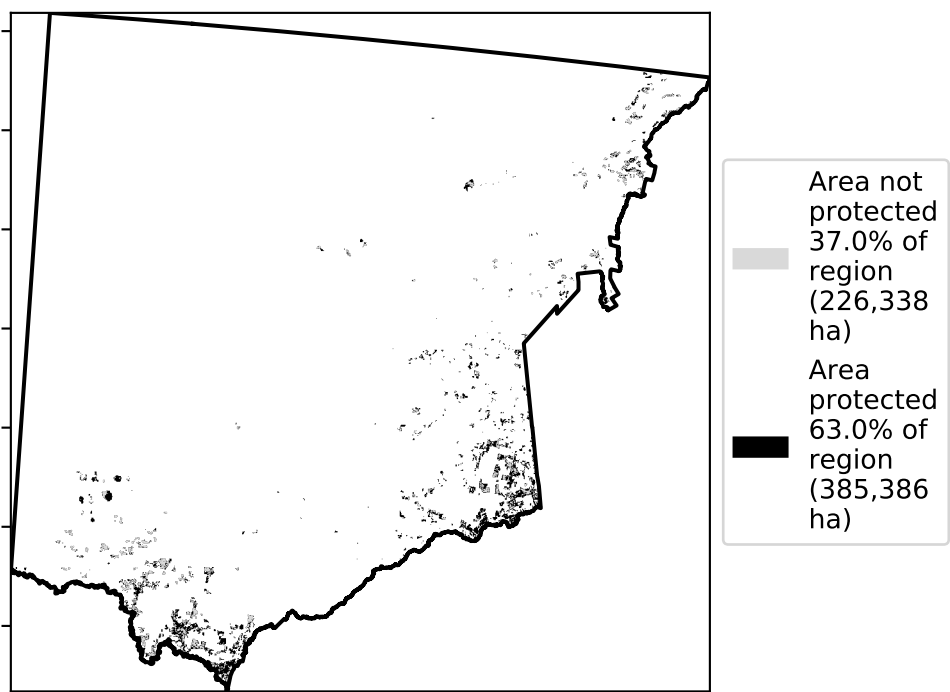 Area not
protected
37.0% of
region
(226,338
ha)
Area
protected
63.0% of
region
(385,386
ha)